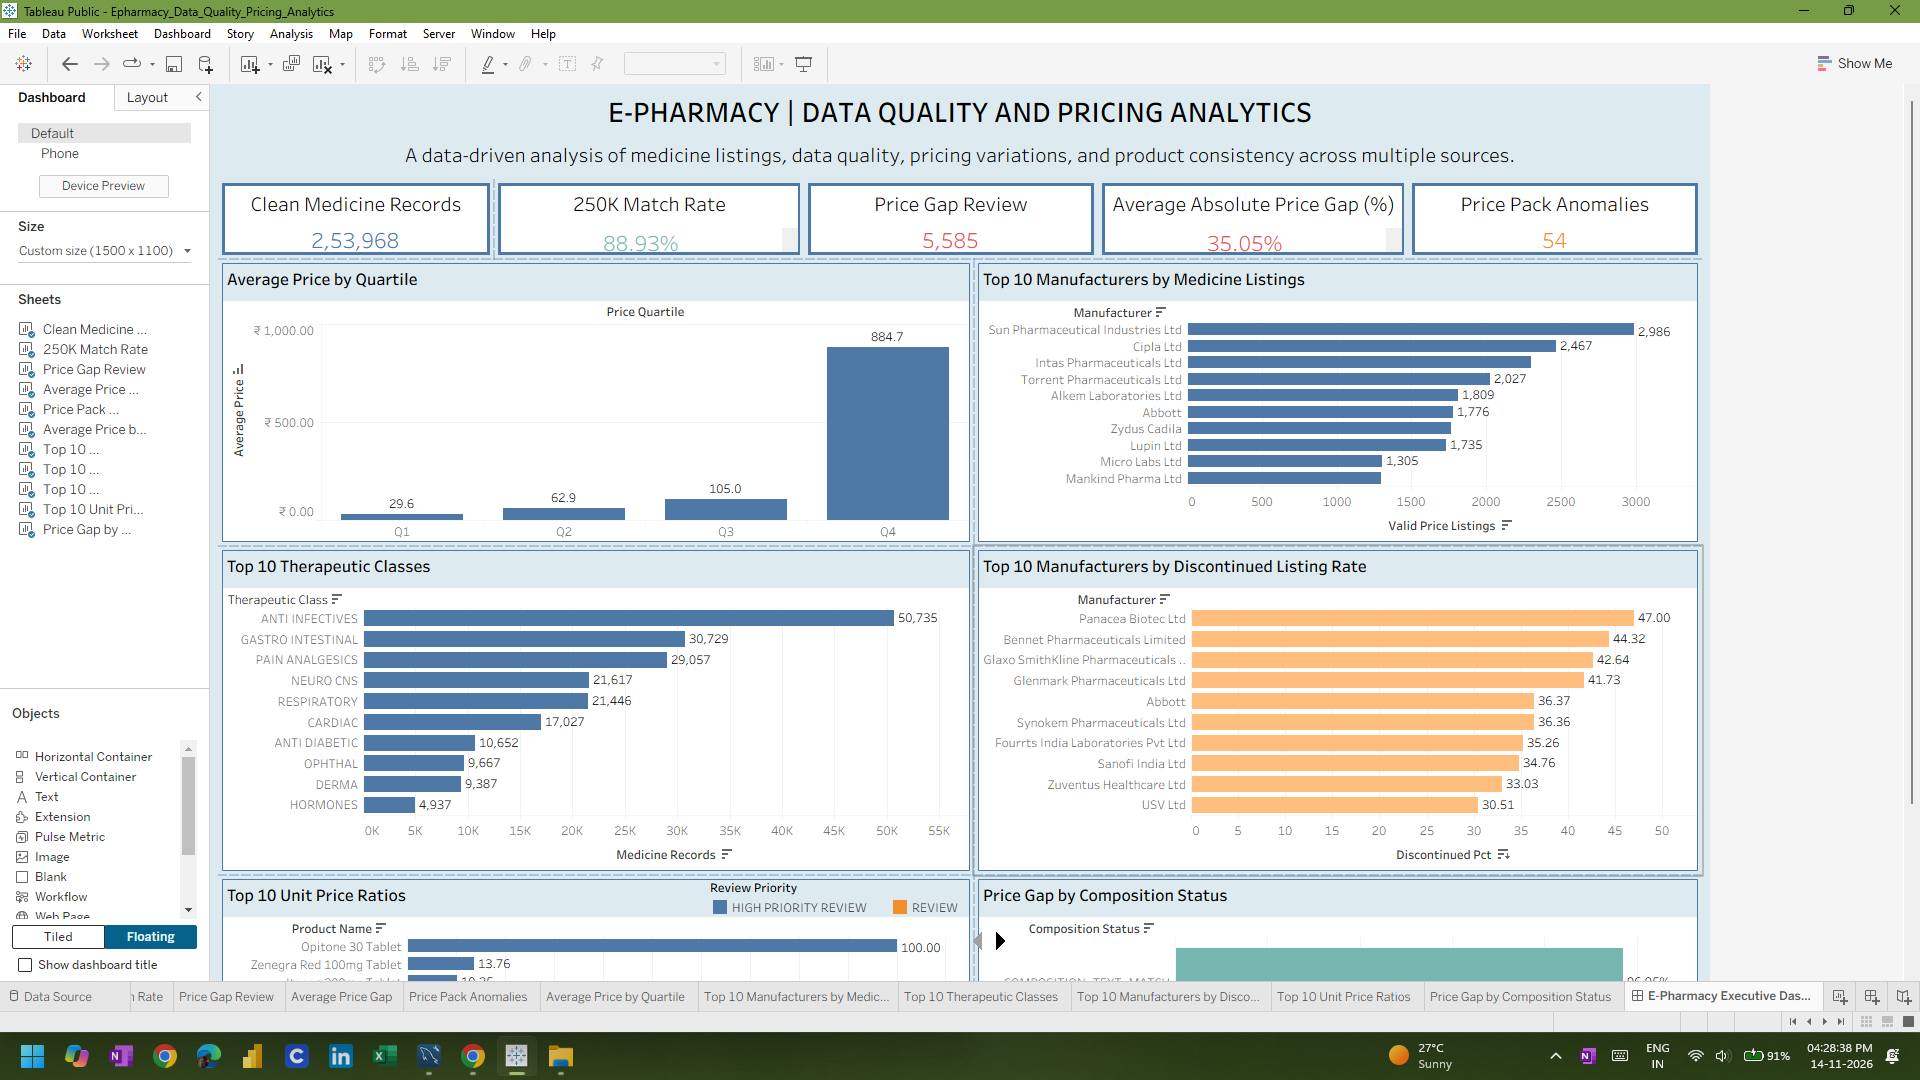 Tableau Public - Epharmacy_Data_Quality_Pricing_Analytics
File Data Worksheet Dashboard Story Analysis Map Format Server Window Help
Show Me
Dashboard
Layout
Default
Phone
Device Preview
Size
Custom size (1500 x 1100)
Sheets
Clean Medicine ...
250K Match Rate
Price Gap Review
Average Price ...
Price Pack ...
Average Price b...
Top 10 ...
Top 10 ...
Top 10 ...
Top 10 Unit Pri...
Price Gap by ...
Objects
Horizontal Container
Vertical Container
Text
Extension
Pulse Metric
Image
Blank
Workflow
Web Page
Tiled
Floating
Show dashboard title
E-PHARMACY | DATA QUALITY AND PRICING ANALYTICS
A data-driven analysis of medicine listings, data quality, pricing variations, and product consistency across multiple sources.
Clean Medicine Records
2,53,968
250K Match Rate
88.93%
Price Gap Review
5,585
Average Absolute Price Gap (%)
35.05%
Price Pack Anomalies
54
Average Price by Quartile
Price Quartile
Average Price
₹ 1,000.00
₹ 500.00
₹ 0.00
29.6
62.9
105.0
884.7
Q1 Q2 Q3 Q4
Top 10 Manufacturers by Medicine Listings
Manufacturer
Sun Pharmaceutical Industries Ltd 2,986
Cipla Ltd 2,467
Intas Pharmaceuticals Ltd
Torrent Pharmaceuticals Ltd 2,027
Alkem Laboratories Ltd 1,809
Abbott 1,776
Zydus Cadila
Lupin Ltd 1,735
Micro Labs Ltd 1,305
Mankind Pharma Ltd
0 500 1000 1500 2000 2500 3000
Valid Price Listings
Top 10 Therapeutic Classes
Therapeutic Class
ANTI INFECTIVES 50,735
GASTRO INTESTINAL 30,729
PAIN ANALGESICS 29,057
NEURO CNS 21,617
RESPIRATORY 21,446
CARDIAC 17,027
ANTI DIABETIC 10,652
OPHTHAL 9,667
DERMA 9,387
HORMONES 4,937
0K 5K 10K 15K 20K 25K 30K 35K 40K 45K 50K 55K
Medicine Records
Top 10 Manufacturers by Discontinued Listing Rate
Manufacturer
Panacea Biotec Ltd 47.00
Bennet Pharmaceuticals Limited 44.32
Glaxo SmithKline Pharmaceuticals .. 42.64
Glenmark Pharmaceuticals Ltd 41.73
Abbott 36.37
Synokem Pharmaceuticals Ltd 36.36
Fourrts India Laboratories Pvt Ltd 35.26
Sanofi India Ltd 34.76
Zuventus Healthcare Ltd 33.03
USV Ltd 30.51
0 5 10 15 20 25 30 35 40 45 50
Discontinued Pct
Top 10 Unit Price Ratios
Review Priority
HIGH PRIORITY REVIEW REVIEW
Product Name
Opitone 30 Tablet 100.00
Zenegra Red 100mg Tablet 13.76
Price Gap by Composition Status
Composition Status
Data Source
n Rate
Price Gap Review
Average Price Gap
Price Pack Anomalies
Average Price by Quartile
Top 10 Manufacturers by Medic...
Top 10 Therapeutic Classes
Top 10 Manufacturers by Disco...
Top 10 Unit Price Ratios
Price Gap by Composition Status
E-Pharmacy Executive Das...
27°C
Sunny
ENG
IN
91%
04:28:38 PM
14-11-2026